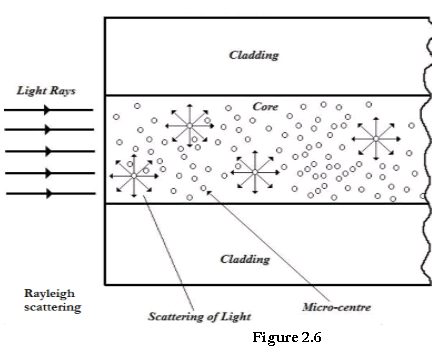 Cladding
Light Rays
Core
Cladding
Rayleigh
scattering
Micro-centre
Scattering of Light
Figure 2.6